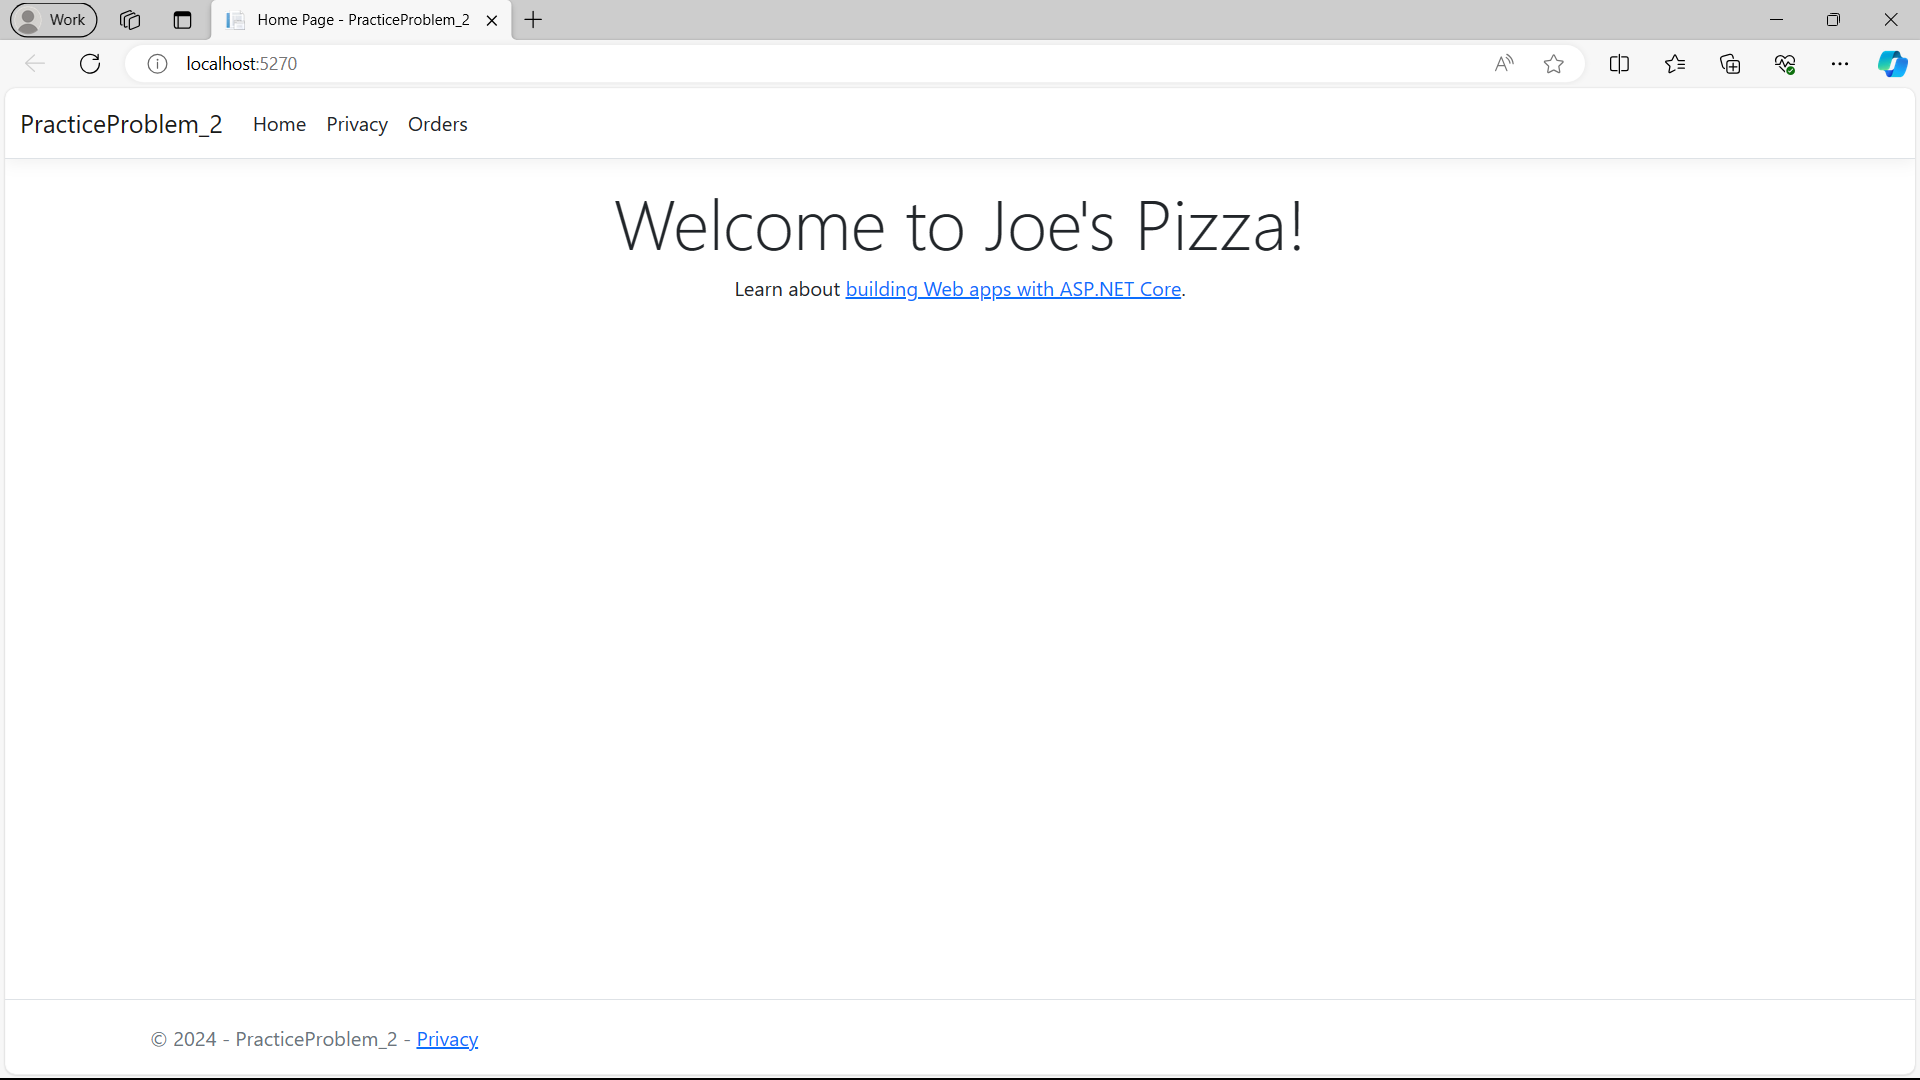 Work
Home Page - PracticeProblem_2
localhost:5270
PracticeProblem_2 Home Privacy Orders
Welcome to Joe's Pizza!
Learn about building Web apps with ASP.NET Core.
© 2024 - PracticeProblem_2 - Privacy